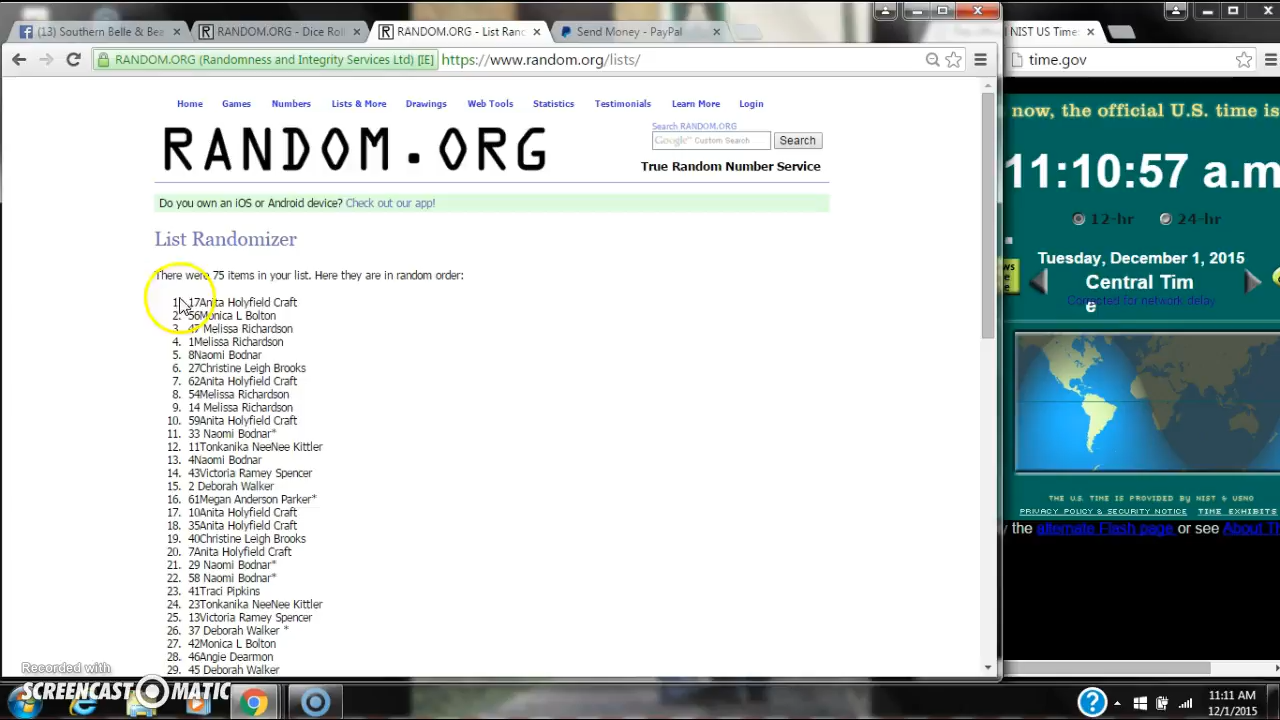 (13) Southern Belle & Bea
RANDOM.ORG - Dice Roll
RANDOM.ORG - List Ran
Send Money - PayPal
NIST US Time
RANDOM.ORG (Randomness and Integrity Services Ltd) [IE]
https://www.random.org/lists/
time.gov
Home Games Numbers Lists & More Drawings Web Tools Statistics Testimonials Learn More Login
RANDOM.ORG
Search RANDOM.ORG
Google™ Custom Search
Search
True Random Number Service
Do you own an iOS or Android device? Check out our app!
List Randomizer
There were 75 items in your list. Here they are in random order:
1. 17Anita Holyfield Craft
2. 56Monica L Bolton
3. 47 Melissa Richardson
4. 1Melissa Richardson
5. 8Naomi Bodnar
6. 27Christine Leigh Brooks
7. 62Anita Holyfield Craft
8. 54Melissa Richardson
9. 14 Melissa Richardson
10. 59Anita Holyfield Craft
11. 33 Naomi Bodnar*
12. 11Tonkanika NeeNee Kittler
13. 4Naomi Bodnar
14. 43Victoria Ramey Spencer
15. 2 Deborah Walker
16. 61Megan Anderson Parker*
17. 10Anita Holyfield Craft
18. 35Anita Holyfield Craft
19. 40Christine Leigh Brooks
20. 7Anita Holyfield Craft
21. 29 Naomi Bodnar*
22. 58 Naomi Bodnar*
23. 41Traci Pipkins
24. 23Tonkanika NeeNee Kittler
25. 13Victoria Ramey Spencer
26. 37 Deborah Walker *
27. 42Monica L Bolton
28. 46Angie Dearmon
29. 45 Deborah Walker
now, the official U.S. time is
11:10:57 a.m
12-hr 24-hr
Tuesday, December 1, 2015
Central Tim
e
Corrected for network delay
THE U.S. TIME IS PROVIDED BY NIST & USNO
PRIVACY POLICY & SECURITY NOTICE TIME EXHIBITS
y the alternate Flash page or see About Th
Recorded with
SCREENCAST MATIC
11:11 AM
12/1/2015